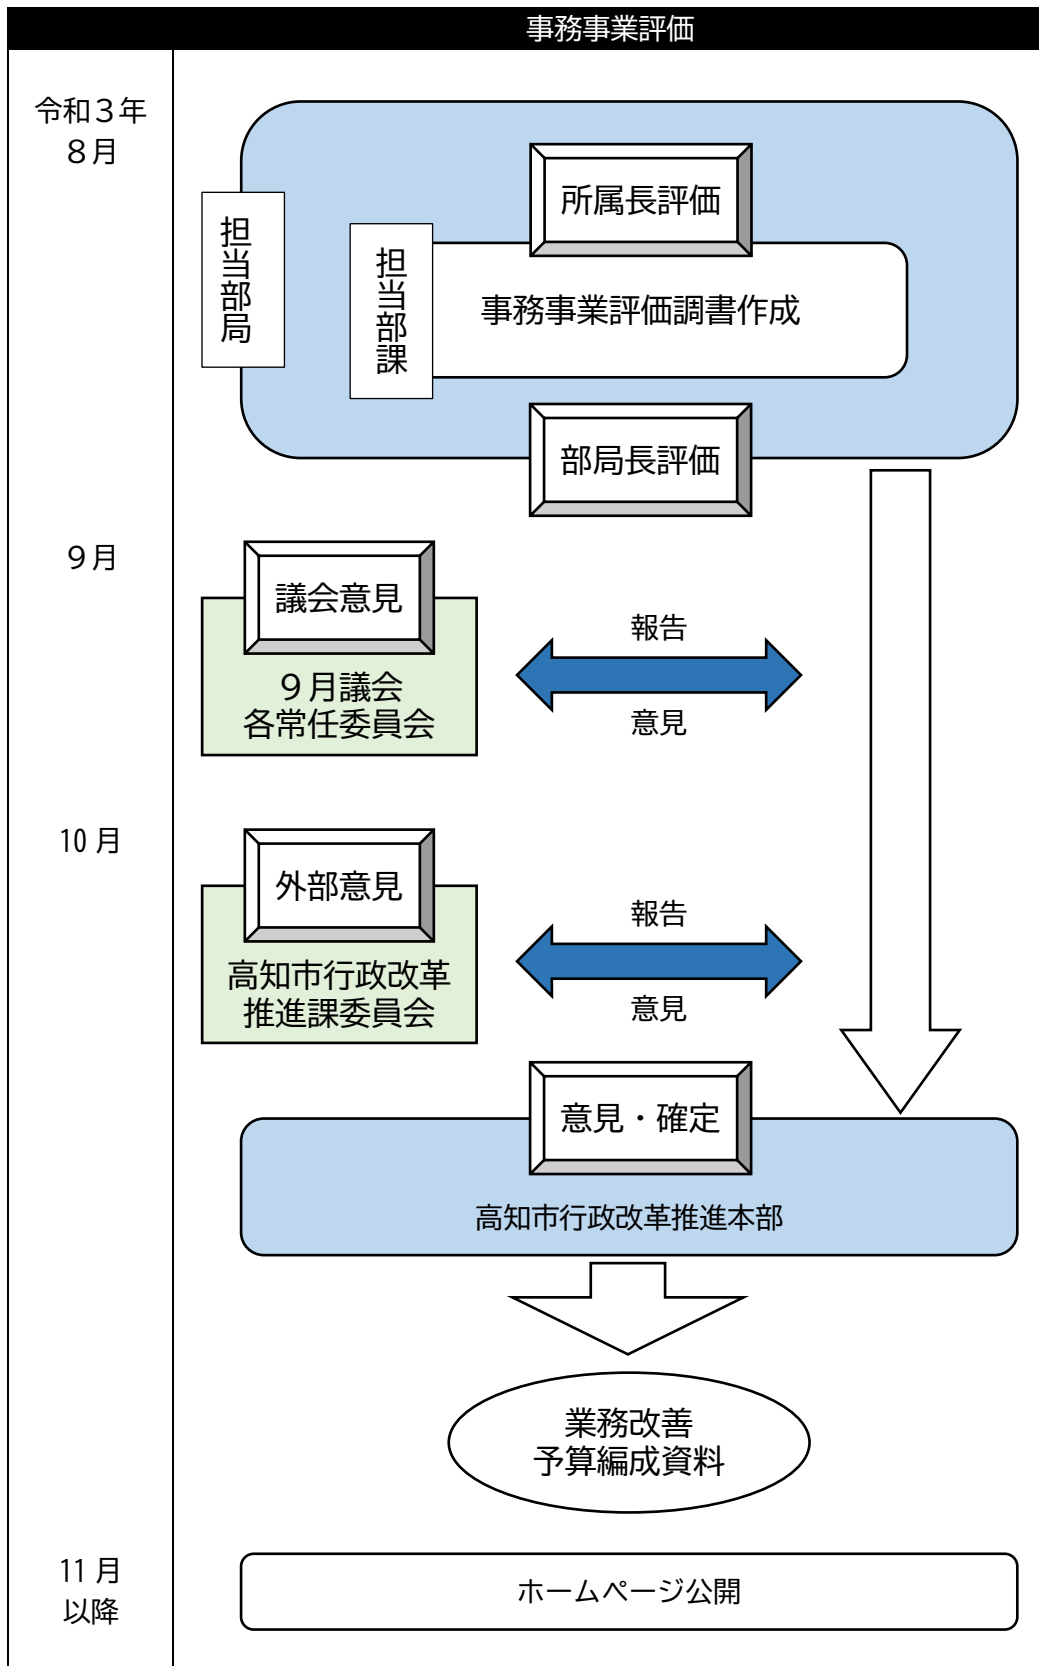 事務事業評価
令和３年
８月
所属長評価
担当部局
担当部課
事務事業評価調書作成
部局長評価
９月
議会意見
９月議会
各常任委員会
報告
意見
10 月
外部意見
高知市行政改革
推進課委員会
報告
意見
意見・確定
高知市行政改革推進本部
業務改善
予算編成資料
11 月
以降
ホームページ公開